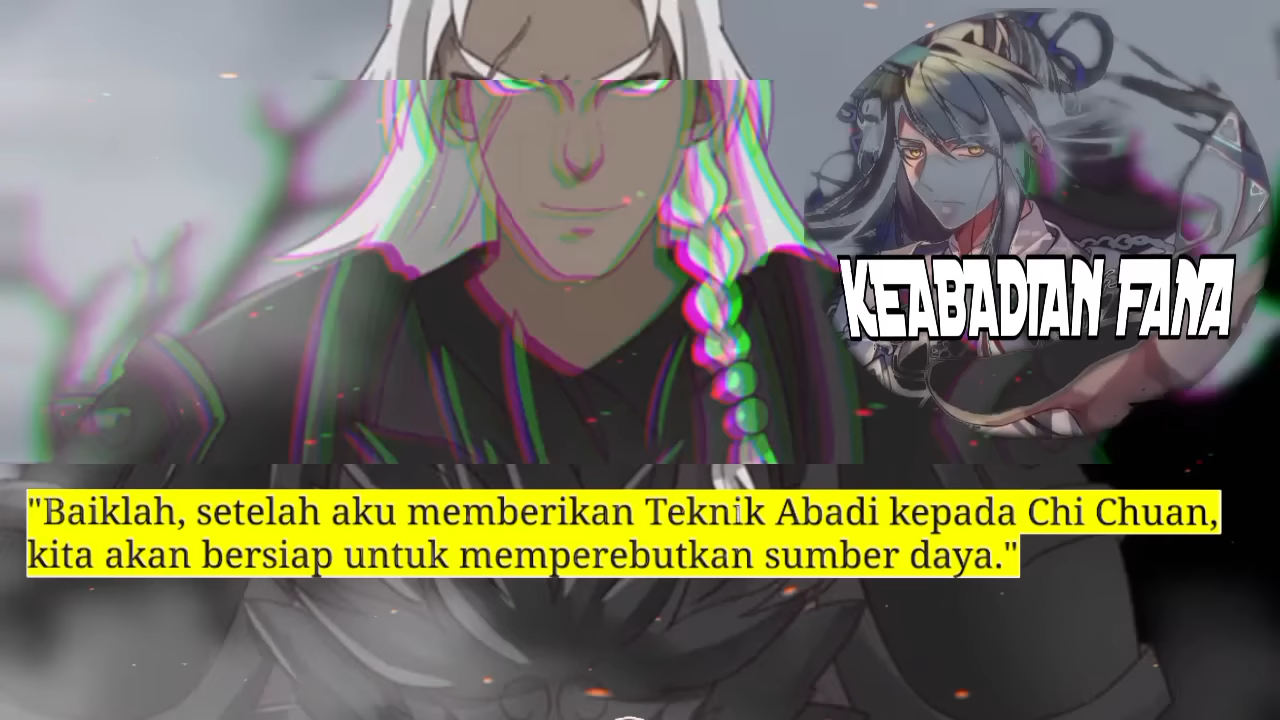 KEABADIAN FANA
"Baiklah, setelah aku memberikan Teknik Abadi kepada Chi Chuan,
kita akan bersiap untuk memperebutkan sumber daya."